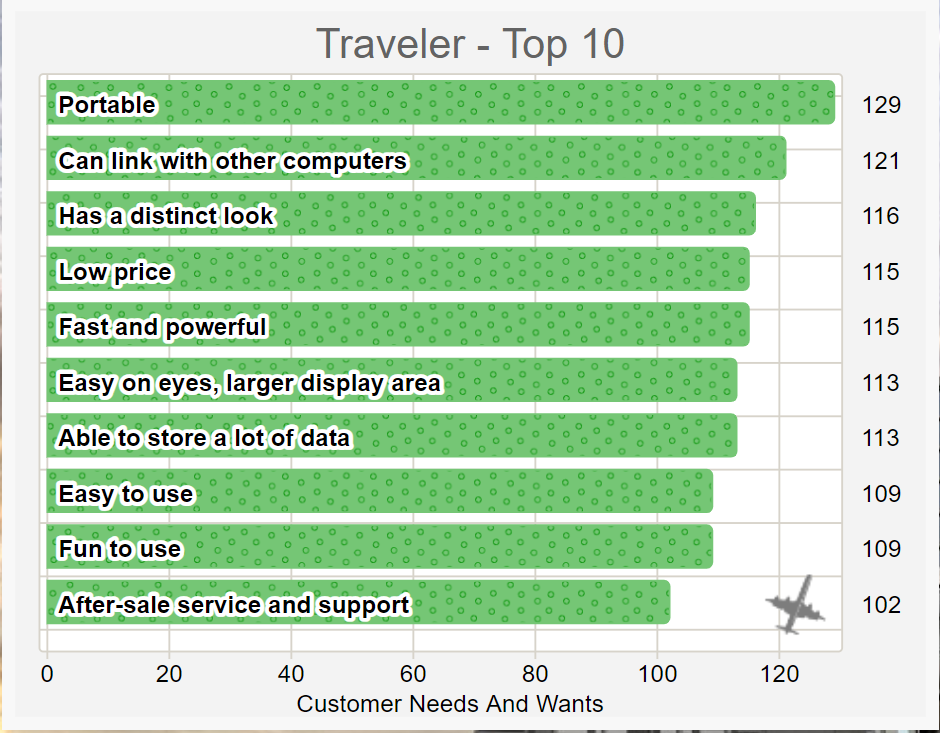 Traveler - Top 10
Portable 129
Can link with other computers 121
Has a distinct look 116
Low price 115
Fast and powerful 115
Easy on eyes, larger display area 113
Able to store a lot of data 113
Easy to use 109
Fun to use 109
After-sale service and support 102
0 20 40 60 80 100 120
Customer Needs And Wants